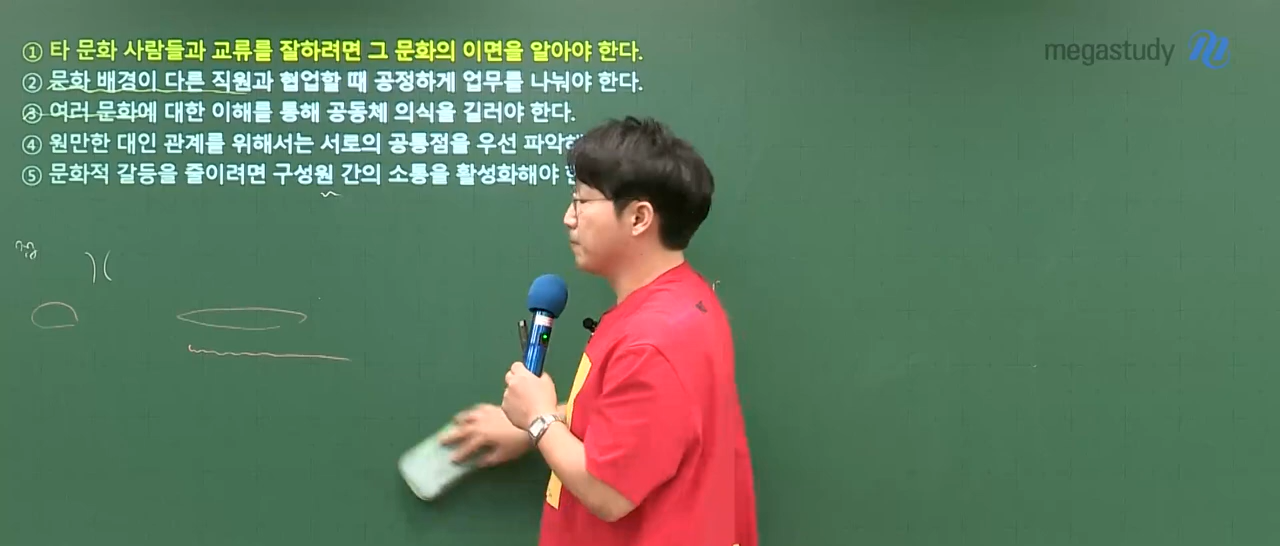 ① 타 문화 사람들과 교류를 잘하려면 그 문화의 이면을 알아야 한다.
② 문화 배경이 다른 직원과 협업할 때 공정하게 업무를 나눠야 한다.
③ 여러 문화에 대한 이해를 통해 공동체 의식을 길러야 한다.
④ 원만한 대인 관계를 위해서는 서로의 공통점을 우선 파악해
⑤ 문화적 갈등을 줄이려면 구성원 간의 소통을 활성화해야
megastudy